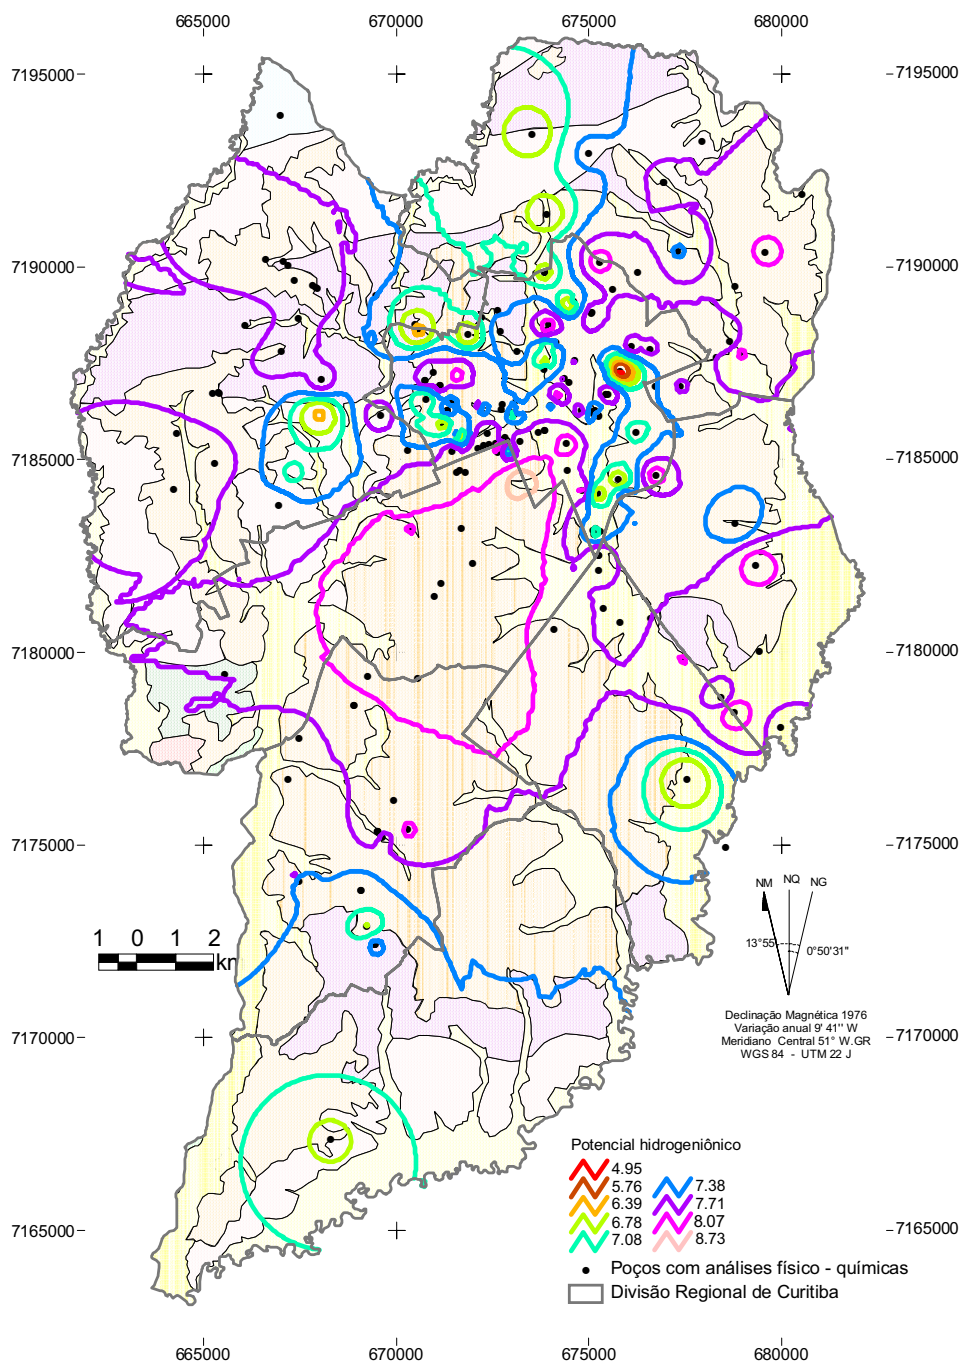 665000 670000 675000 680000
7195000 -7195000
7190000 -7190000
7185000 -7185000
7180000 -7180000
7175000 -7175000
1 0 1 2
km
NM NQ NG
13°55' 0°50'31"
Declinação Magnética 1976
Variação anual 9' 41'' W
Meridiano Central 51° W.GR
WGS 84 - UTM 22 J
7170000 -7170000
Potencial hidrogeniônico
4.95
5.76 7.38
6.39 7.71
6.78 8.07
7.08 8.73
7165000 -7165000
Poços com análises físico - químicas
Divisão Regional de Curitiba
665000 670000 675000 680000